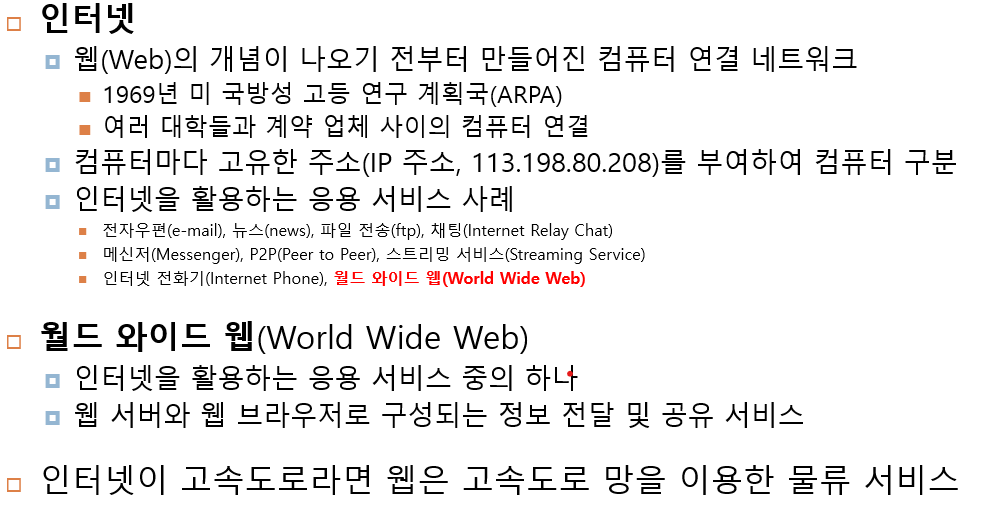 인터넷
웹(Web)의 개념이 나오기 전부터 만들어진 컴퓨터 연결 네트워크
1969년 미 국방성 고등 연구 계획국(ARPA)
여러 대학들과 계약 업체 사이의 컴퓨터 연결
컴퓨터마다 고유한 주소(IP 주소, 113.198.80.208)를 부여하여 컴퓨터 구분
인터넷을 활용하는 응용 서비스 사례
전자우편(e-mail), 뉴스(news), 파일 전송(ftp), 채팅(Internet Relay Chat)
메신저(Messenger), P2P(Peer to Peer), 스트리밍 서비스(Streaming Service)
인터넷 전화기(Internet Phone), 월드 와이드 웹(World Wide Web)
월드 와이드 웹(World Wide Web)
인터넷을 활용하는 응용 서비스 중의 하나
웹 서버와 웹 브라우저로 구성되는 정보 전달 및 공유 서비스
인터넷이 고속도로라면 웹은 고속도로 망을 이용한 물류 서비스